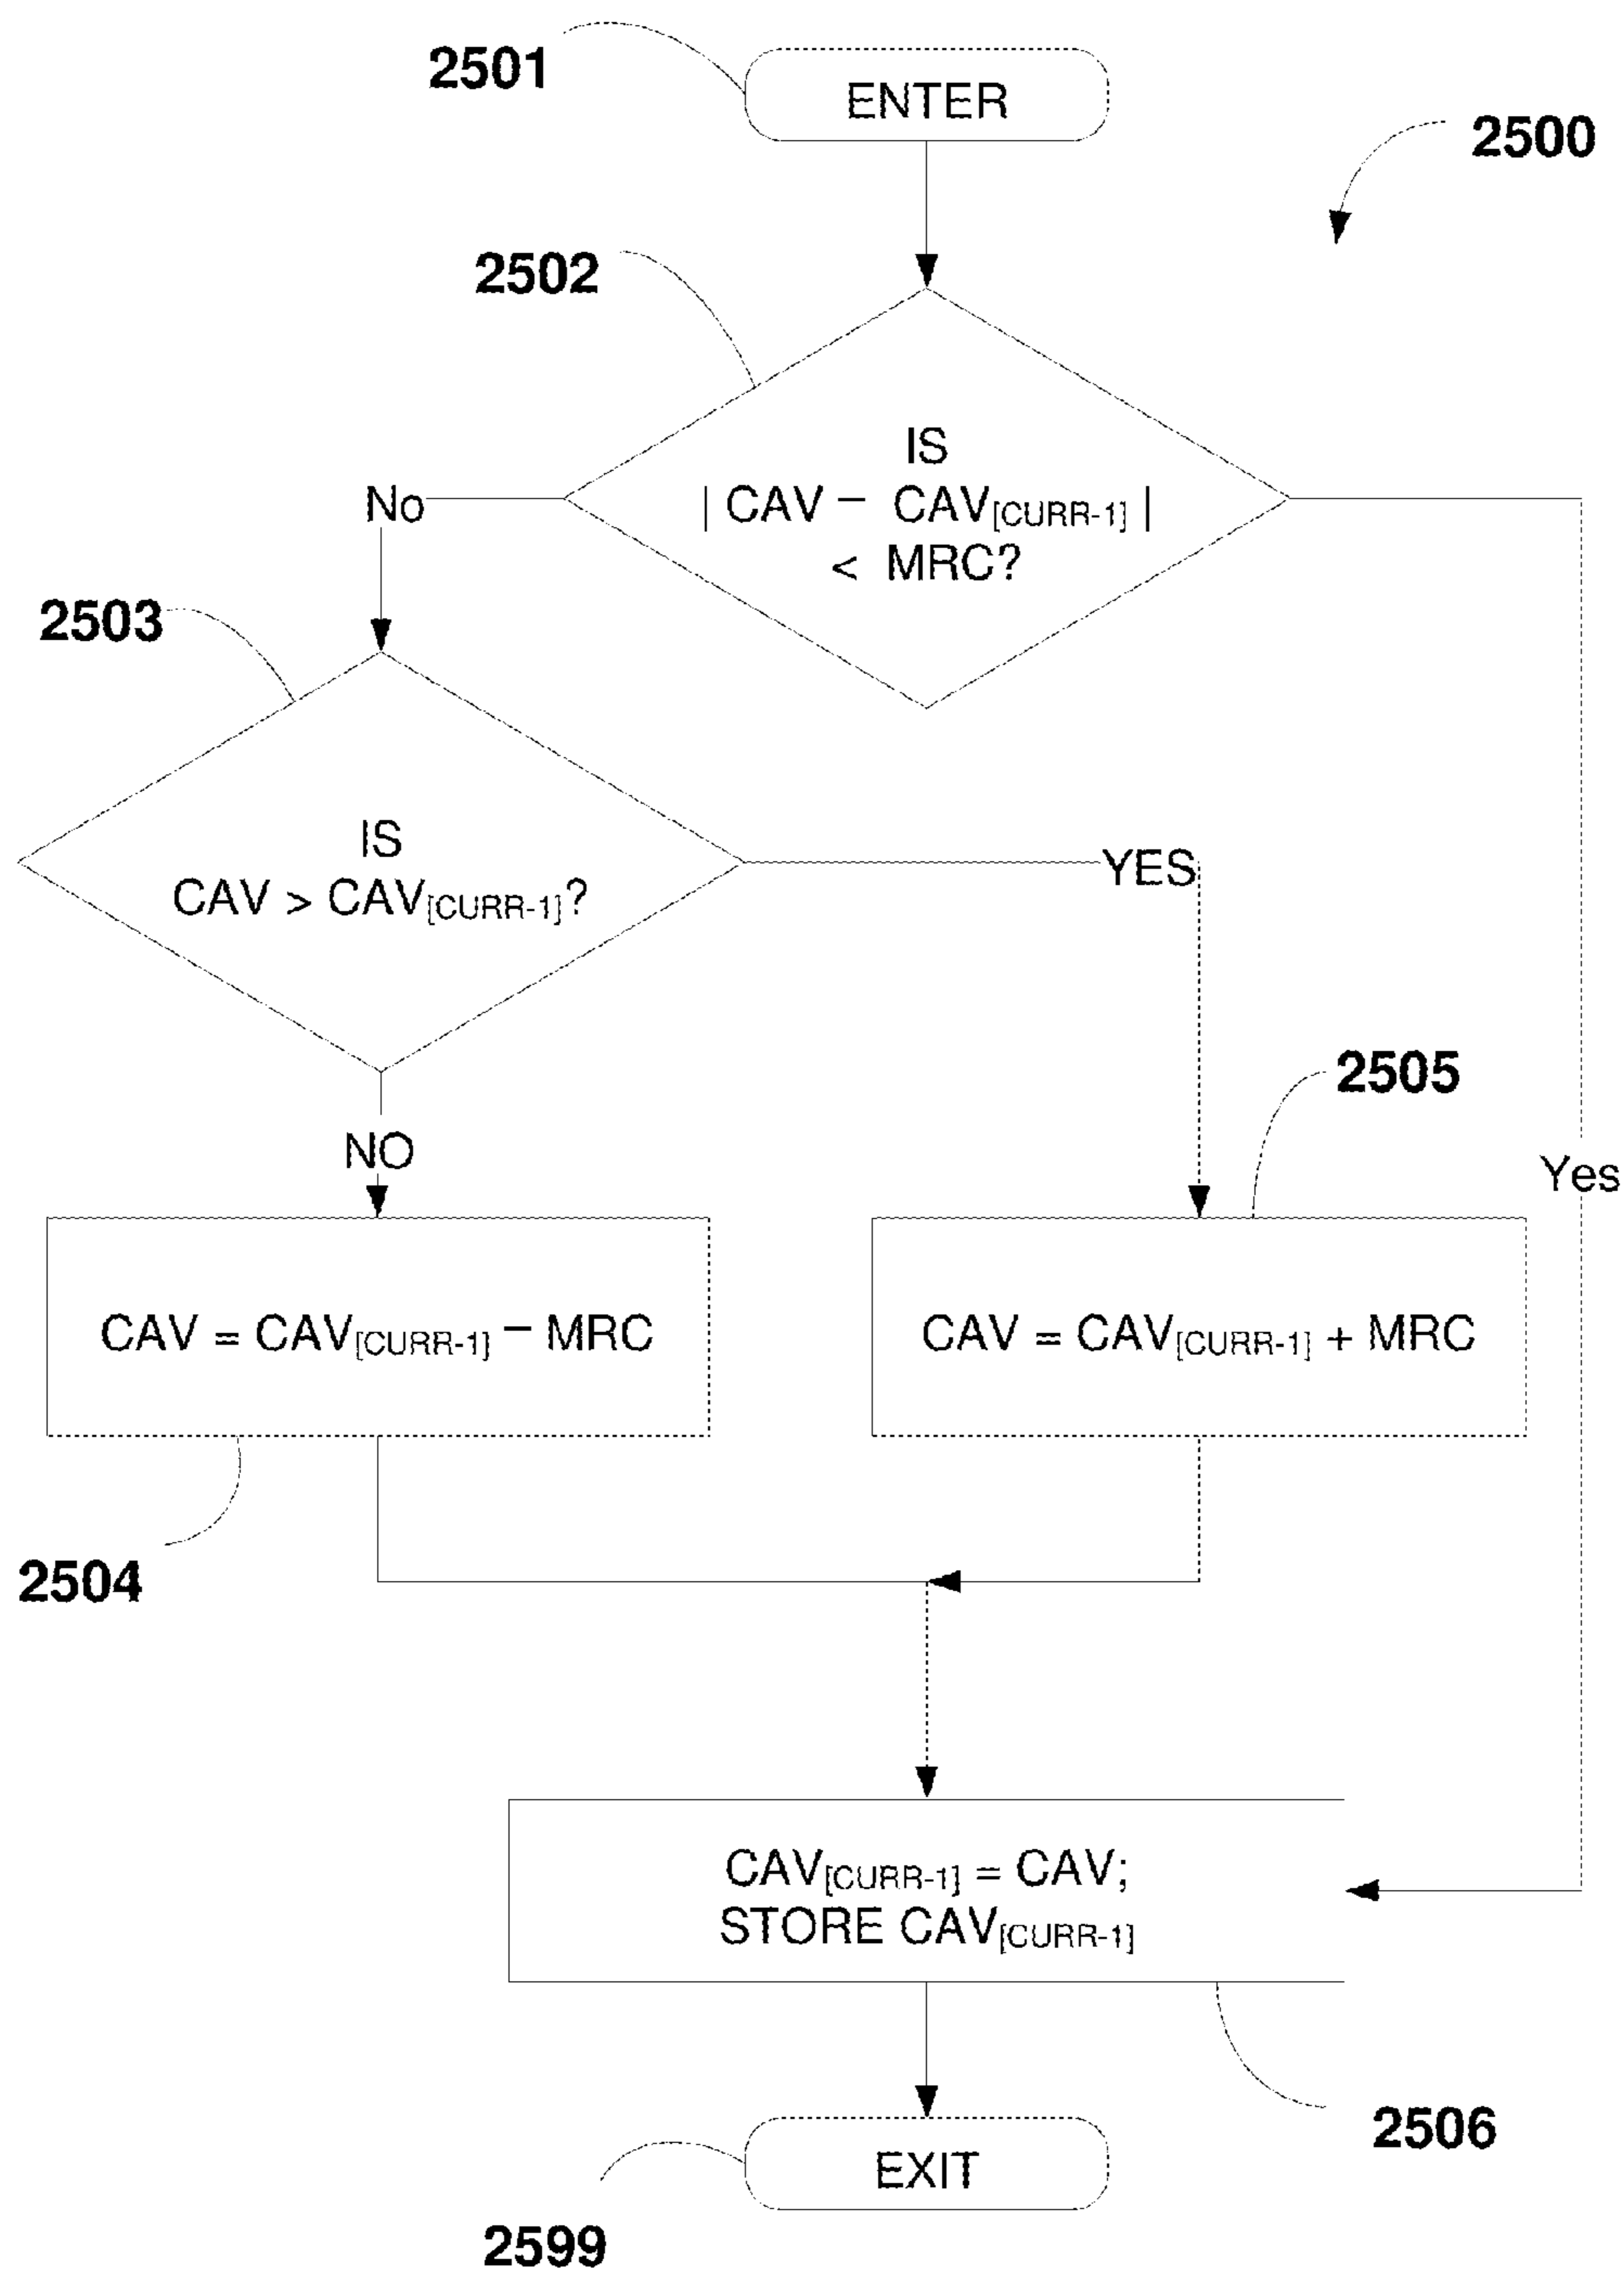 2501
ENTER
2500
2502
IS
| CAV – CAV[CURR-1] |
< MRC?
No
2503
IS
CAV > CAV[CURR-1]?
YES
2505
NO
Yes
CAV = CAV[CURR-1] – MRC
CAV = CAV[CURR-1] + MRC
2504
CAV[CURR-1] = CAV;
STORE CAV[CURR-1]
2506
EXIT
2599